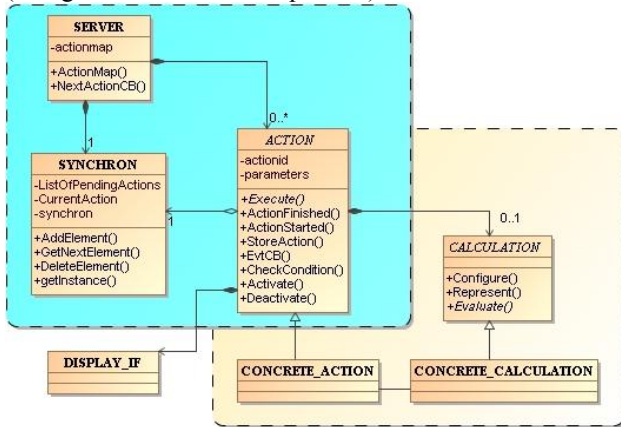 SERVER
-actionmap
+ActionMap()
+NextActionCB()
0..*
1
ACTION
-actionid
-parameters
+Execute()
+ActionFinished()
+ActionStarted()
+StoreAction()
+EvtCB()
+CheckCondition()
+Activate()
+Deactivate()
SYNCHRON
-ListOfPendingActions
-CurrentAction
-synchron
+AddElement()
+GetNextElement()
+DeleteElement()
+getInstance()
1
0..1
CALCULATION
+Configure()
+Represent()
+Evaluate()
DISPLAY_IF
CONCRETE_ACTION
CONCRETE_CALCULATION